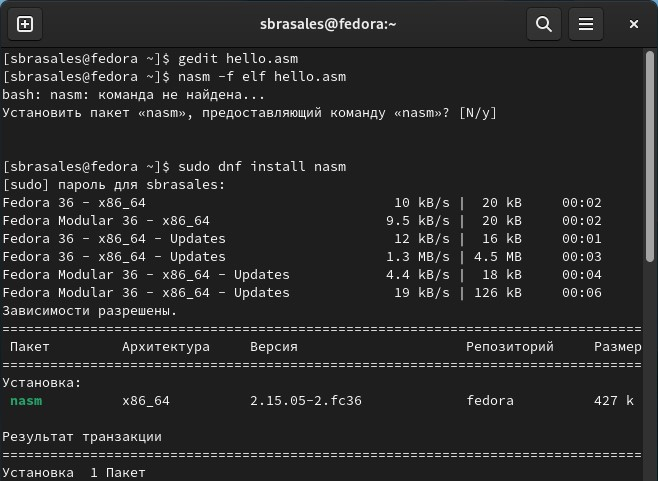 sbrasales@fedora:~
[sbrasales@fedora ~]$ gedit hello.asm
[sbrasales@fedora ~]$ nasm -f elf hello.asm
bash: nasm: команда не найдена...
Установить пакет «nasm», предоставляющий команду «nasm»? [N/y]
[sbrasales@fedora ~]$ sudo dnf install nasm
[sudo] пароль для sbrasales:
Fedora 36 - x86_64 10 kB/s | 20 kB 00:02
Fedora Modular 36 - x86_64 9.5 kB/s | 20 kB 00:02
Fedora 36 - x86_64 - Updates 12 kB/s | 16 kB 00:01
Fedora 36 - x86_64 - Updates 1.3 MB/s | 4.5 MB 00:03
Fedora Modular 36 - x86_64 - Updates 4.4 kB/s | 18 kB 00:04
Fedora Modular 36 - x86_64 - Updates 19 kB/s | 126 kB 00:06
Зависимости разрешены.
================================================================================
Пакет Архитектура Версия Репозиторий Размер
================================================================================
Установка:
nasm x86_64 2.15.05-2.fc36 fedora 427 k
Результат транзакции
================================================================================
Установка 1 Пакет